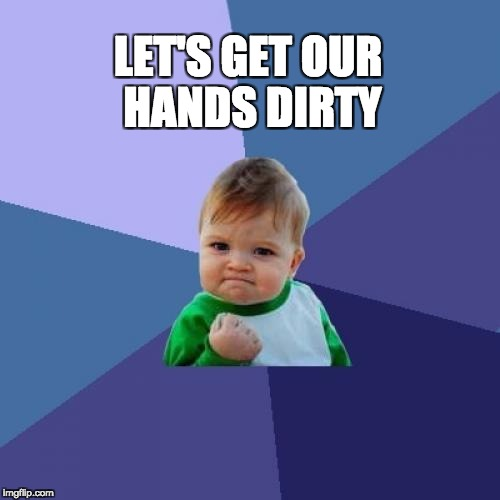 LET'S GET OUR
HANDS DIRTY
imgflip.com